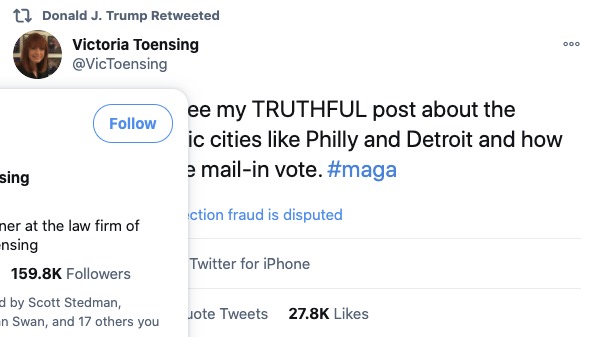 Donald J. Trump Retweeted
Victoria Toensing
@VicToensing
ee my TRUTHFUL post about the
ic cities like Philly and Detroit and how
e mail-in vote. #maga
ection fraud is disputed
Twitter for iPhone
uote Tweets 27.8K Likes
Follow
sing
ner at the law firm of
ensing
159.8K Followers
d by Scott Stedman,
n Swan, and 17 others you